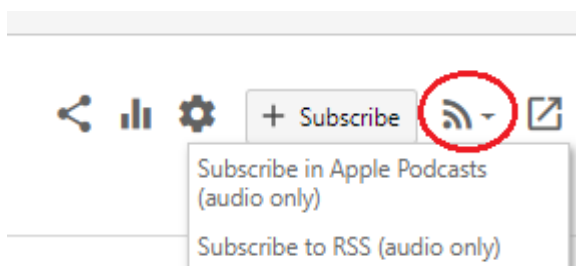 + Subscribe
Subscribe in Apple Podcasts
(audio only)
Subscribe to RSS (audio only)